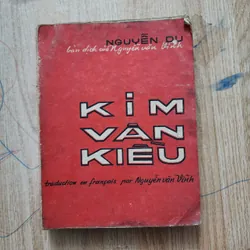 NGUYỄN DU
bản dịch của Nguyễn văn Vĩnh
KIM
VÂN
KIỀU
traduction en français par Nguyễn văn Vĩnh